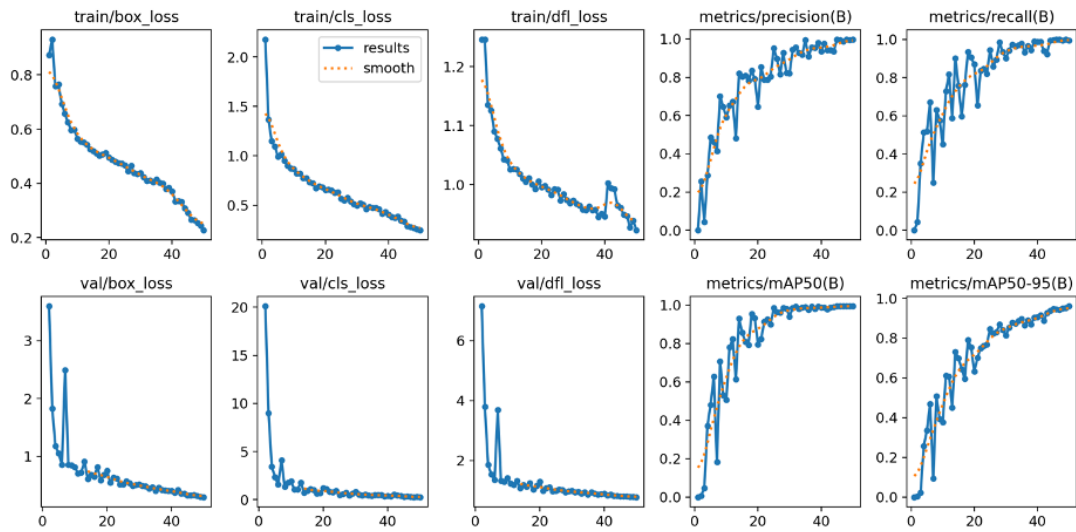 train/box_loss
train/cls_loss
train/dfl_loss
metrics/precision(B)
metrics/recall(B)
0.8
0.6
0.4
0.2
0 20 40
2.0
1.5
1.0
0.5
0 20 40
results
smooth
1.2
1.1
1.0
0 20 40
1.0
0.8
0.6
0.4
0.2
0.0
0 20 40
1.0
0.8
0.6
0.4
0.2
0.0
0 20 40
val/box_loss
val/cls_loss
val/dfl_loss
metrics/mAP50(B)
metrics/mAP50-95(B)
3
2
1
0 20 40
20
15
10
5
0
0 20 40
6
4
2
0 20 40
1.0
0.8
0.6
0.4
0.2
0.0
0 20 40
1.0
0.8
0.6
0.4
0.2
0.0
0 20 40